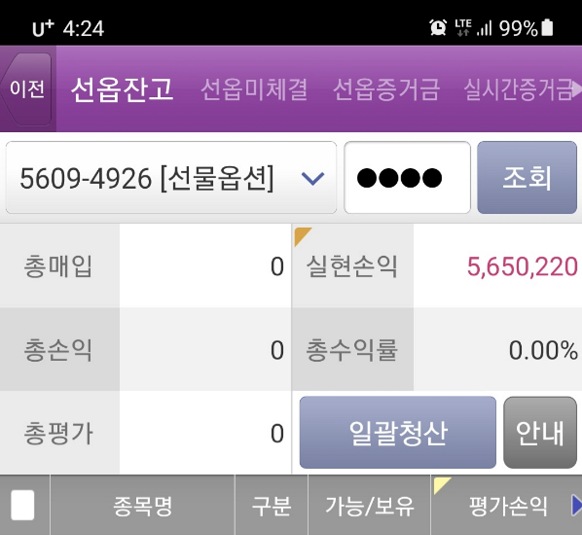 U+ 4:24 LTE 99%
이전 선옵잔고 선옵미체결 선옵증거금 실시간증거금
5609-4926 [선물옵션] ●●●● 조회
총매입 0 실현손익 5,650,220
총손익 0 총수익률 0.00%
총평가 0 일괄청산 안내
종목명 구분 가능/보유 평가손익